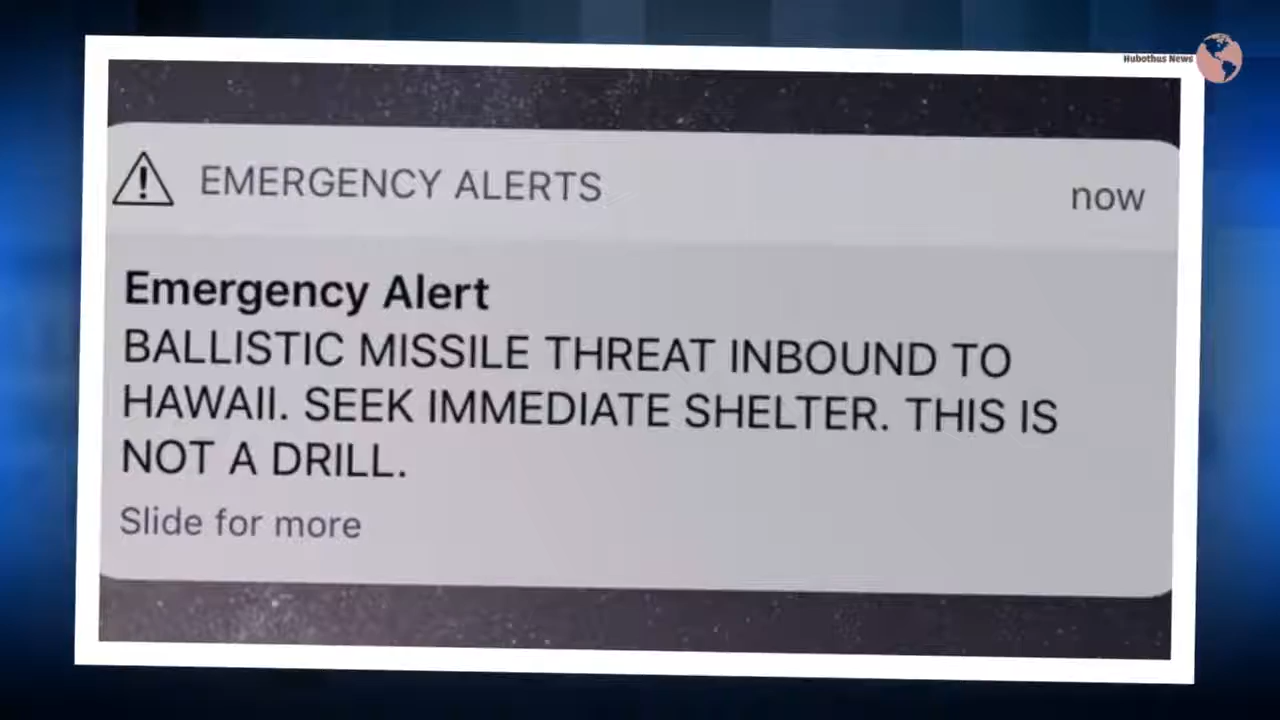 Hubothus News
EMERGENCY ALERTS
now
Emergency Alert
BALLISTIC MISSILE THREAT INBOUND TO
HAWAII. SEEK IMMEDIATE SHELTER. THIS IS
NOT A DRILL.
Slide for more